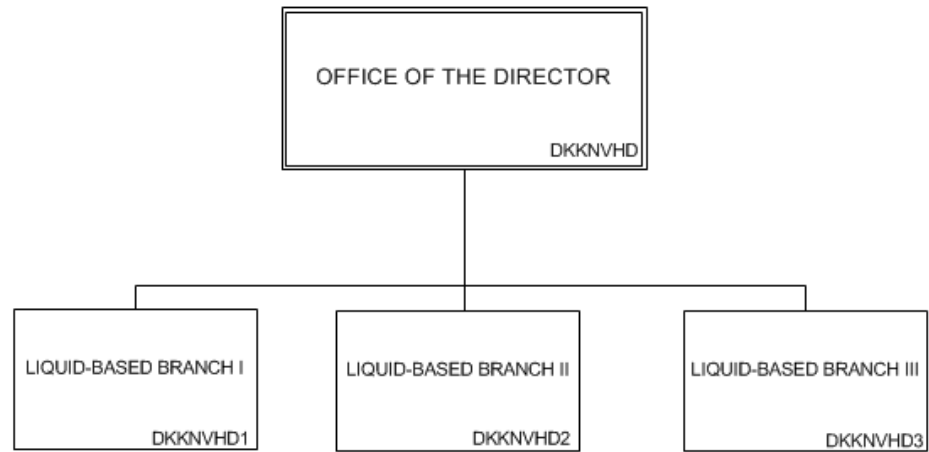 OFFICE OF THE DIRECTOR
DKKNVHD
LIQUID-BASED BRANCH I
DKKNVHD1
LIQUID-BASED BRANCH II
DKKNVHD2
LIQUID-BASED BRANCH III
DKKNVHD3